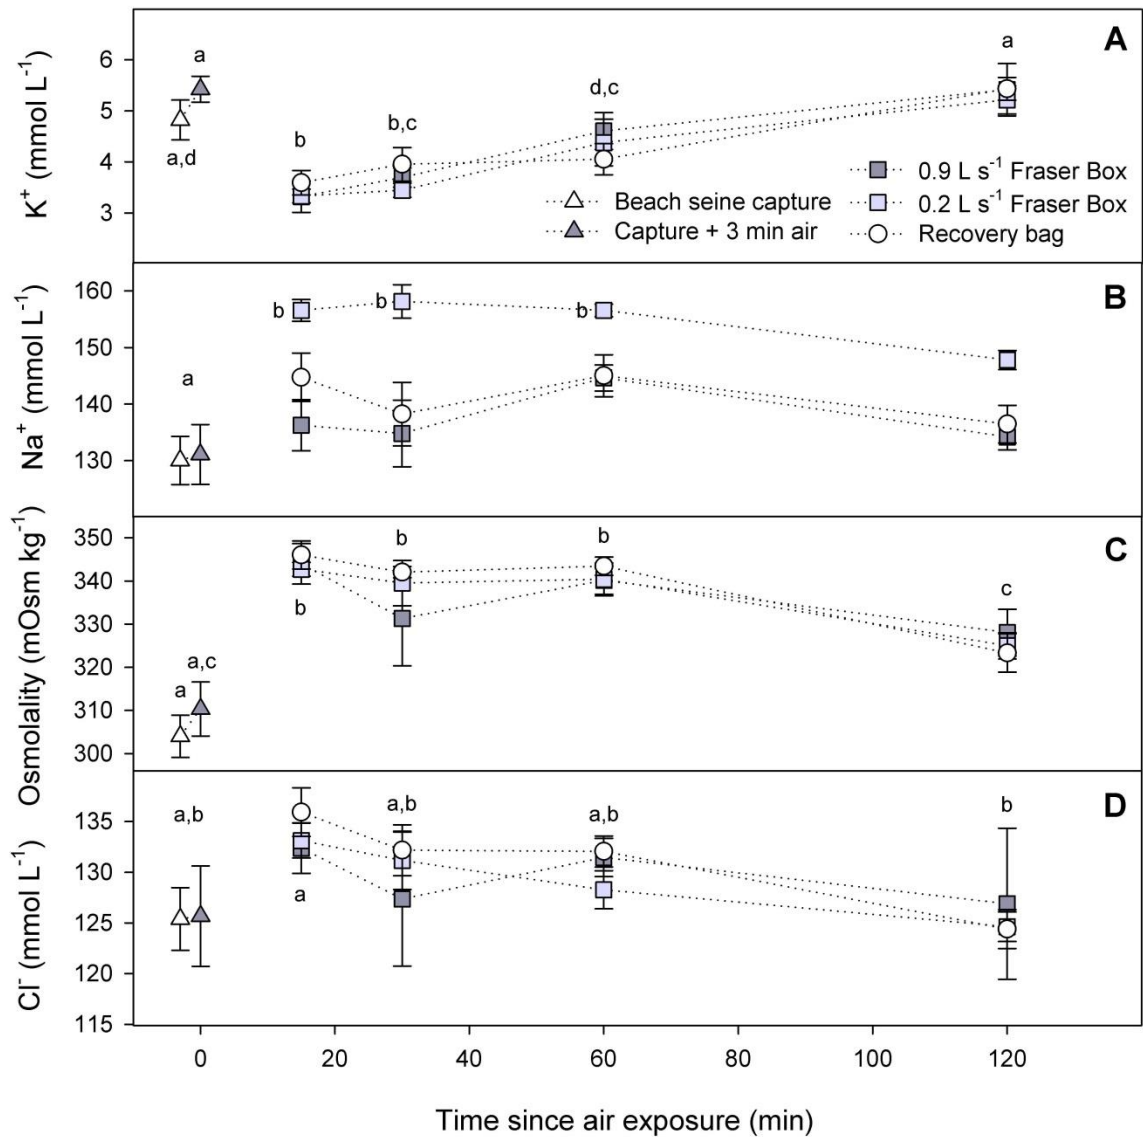 A
K+ (mmol L-1)
6
5
4
3
a
a,d
b
b,c
d,c
a
0.9 L s-1 Fraser Box
Beach seine capture
0.2 L s-1 Fraser Box
Capture + 3 min air
Recovery bag
B
Na+ (mmol L-1)
160
150
140
130
a
b
b
b
C
Osmolality (mOsm kg-1)
350
340
330
320
310
300
a
a,c
b
b
b
c
D
Cl- (mmol L-1)
135
130
125
120
115
a,b
a
a,b
a,b
b
0 20 40 60 80 100 120
Time since air exposure (min)